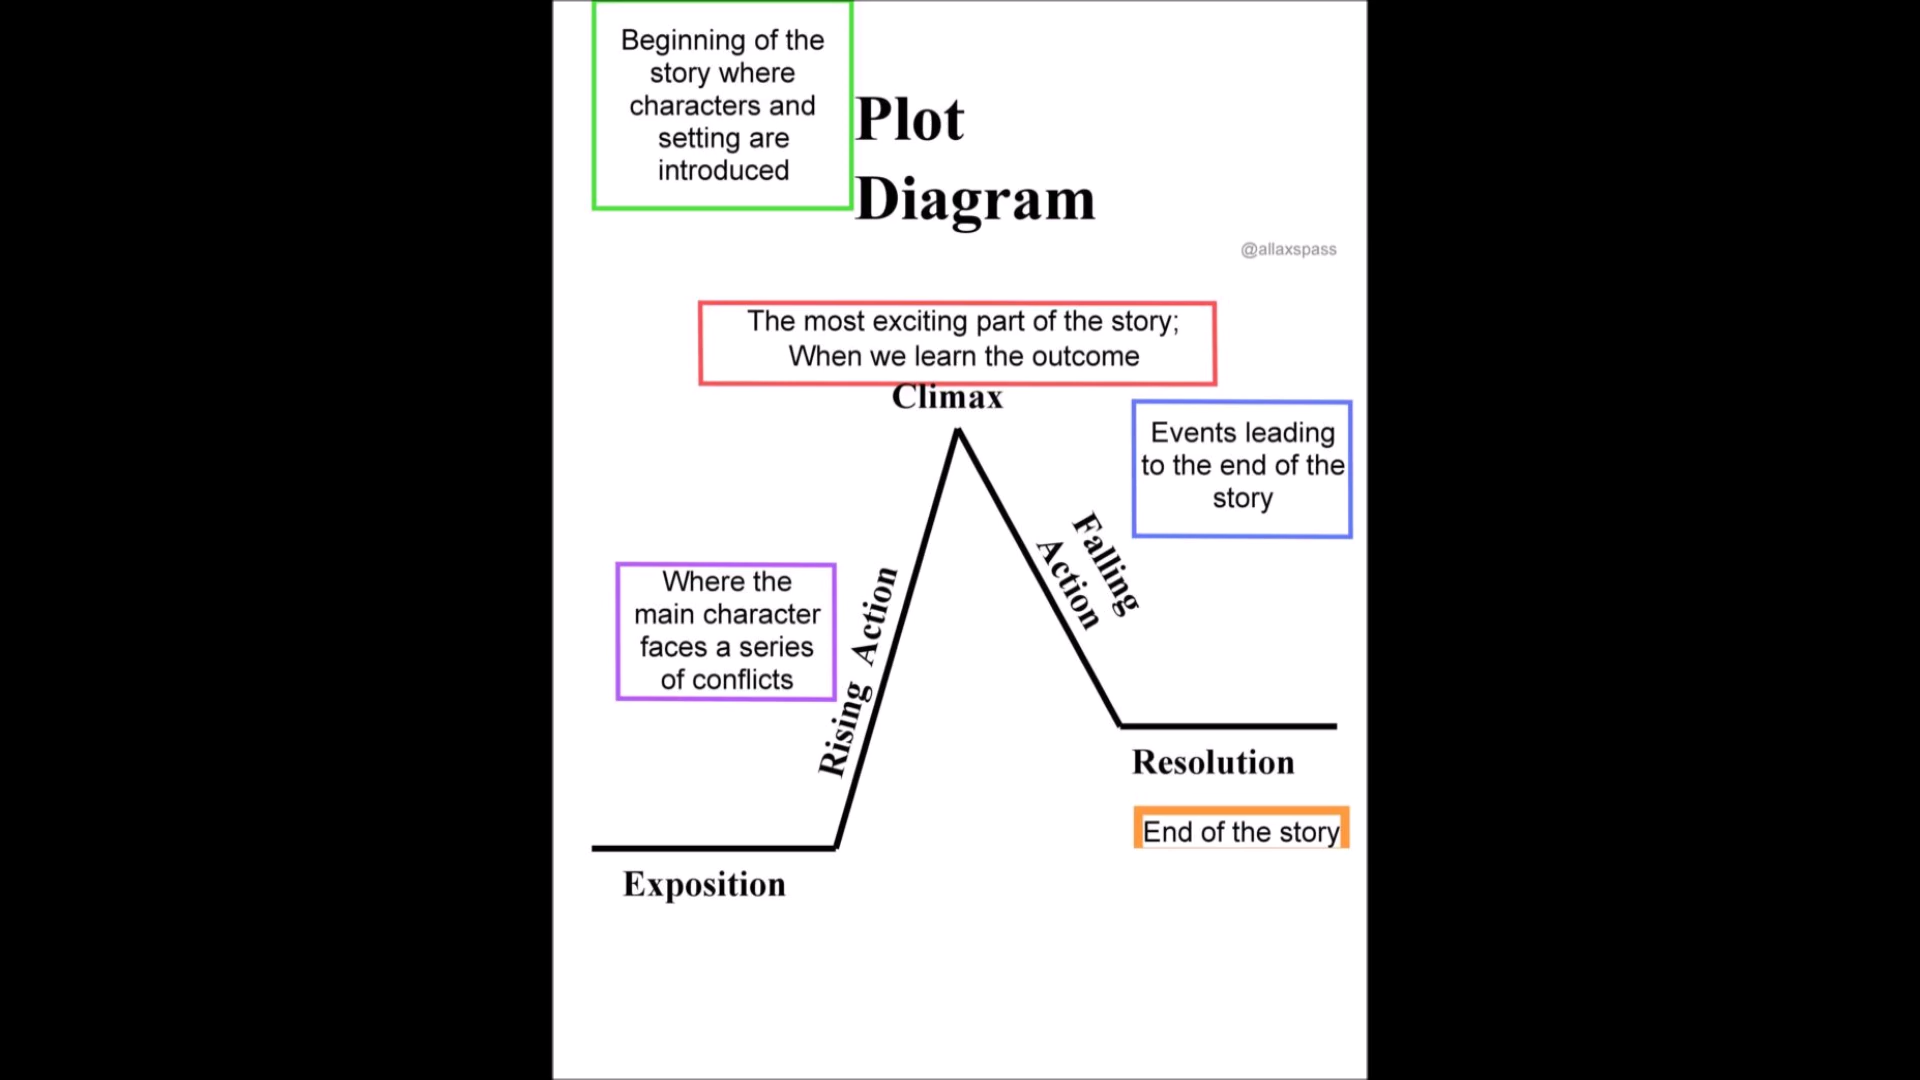 Beginning of the
story where
characters and
setting are
introduced
Plot
Diagram
@allaxspass
The most exciting part of the story;
When we learn the outcome
Climax
Events leading
to the end of the
story
Falling
Action
Where the
main character
faces a series
of conflicts
Rising Action
Resolution
End of the story
Exposition